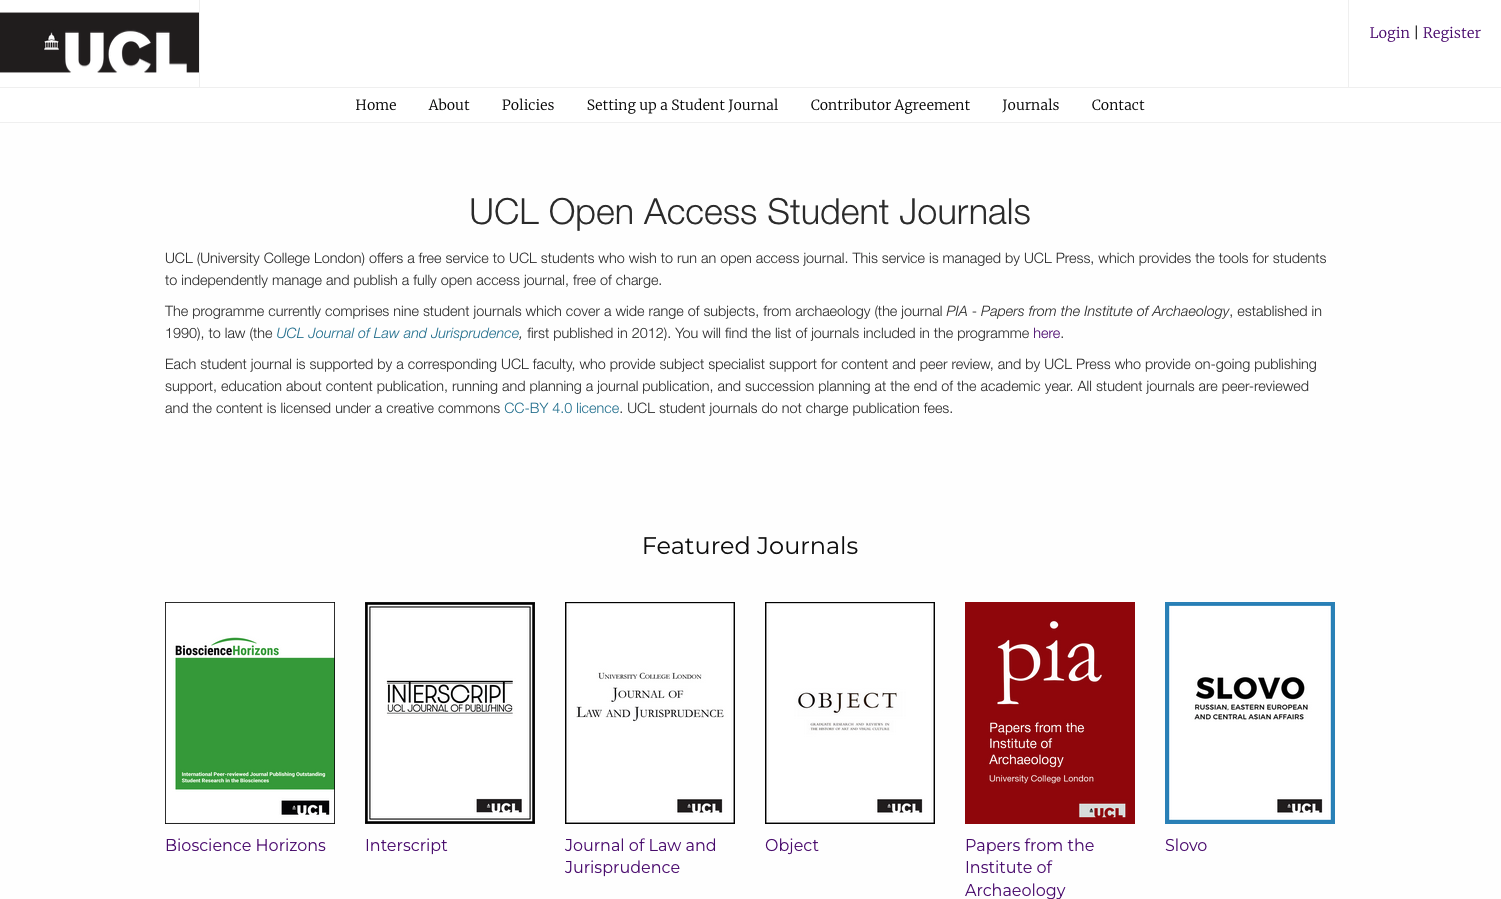 UCL
Login | Register
Home About Policies Setting up a Student Journal Contributor Agreement Journals Contact
UCL Open Access Student Journals
UCL (University College London) offers a free service to UCL students who wish to run an open access journal. This service is managed by UCL Press, which provides the tools for students
to independently manage and publish a fully open access journal, free of charge.
The programme currently comprises nine student journals which cover a wide range of subjects, from archaeology (the journal PIA - Papers from the Institute of Archaeology, established in
1990), to law (the UCL Journal of Law and Jurisprudence, first published in 2012). You will find the list of journals included in the programme here.
Each student journal is supported by a corresponding UCL faculty, who provide subject specialist support for content and peer review, and by UCL Press who provide on-going publishing
support, education about content publication, running and planning a journal publication, and succession planning at the end of the academic year. All student journals are peer-reviewed
and the content is licensed under a creative commons CC-BY 4.0 licence. UCL student journals do not charge publication fees.
Featured Journals
BioscienceHorizons
International Peer-reviewed Journal Publishing Outstanding
Student Research in the Biosciences
UCL
Bioscience Horizons
INTERSCRIPT
UCL JOURNAL OF PUBLISHING
UCL
Interscript
UNIVERSITY COLLEGE LONDON
JOURNAL OF
LAW AND JURISPRUDENCE
UCL
Journal of Law and
Jurisprudence
OBJECT
GRADUATE RESEARCH AND REVIEWS IN
THE HISTORY OF ART AND VISUAL CULTURE
UCL
Object
pia
Papers from the
Institute of
Archaeology
University College London
UCL
Papers from the
Institute of
Archaeology
SLOVO
RUSSIAN, EASTERN EUROPEAN
AND CENTRAL ASIAN AFFAIRS
UCL
Slovo